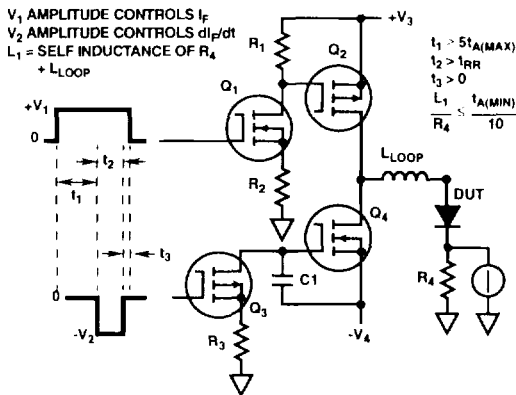 V1 AMPLITUDE CONTROLS IF
V2 AMPLITUDE CONTROLS dIF/dt
L1 = SELF INDUCTANCE OF R4
+ LLOOP
+V1
0
t2
t1
t3
0
-V2
R1
Q1
R2
Q2
+V3
t1 > 5tA(MAX)
t2 > tRR
t3 > 0
L1/R4 ≤ tA(MIN)/10
LLOOP
DUT
Q4
R4
C1
Q3
R3
-V4